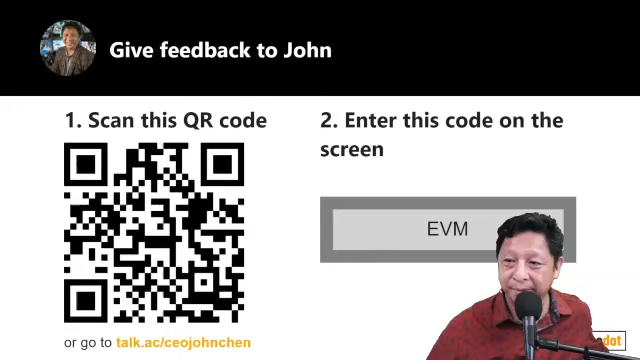 Give feedback to John
1. Scan this QR code
2. Enter this code on the
screen
EVM
or go to talk.ac/ceojohnchen
dot